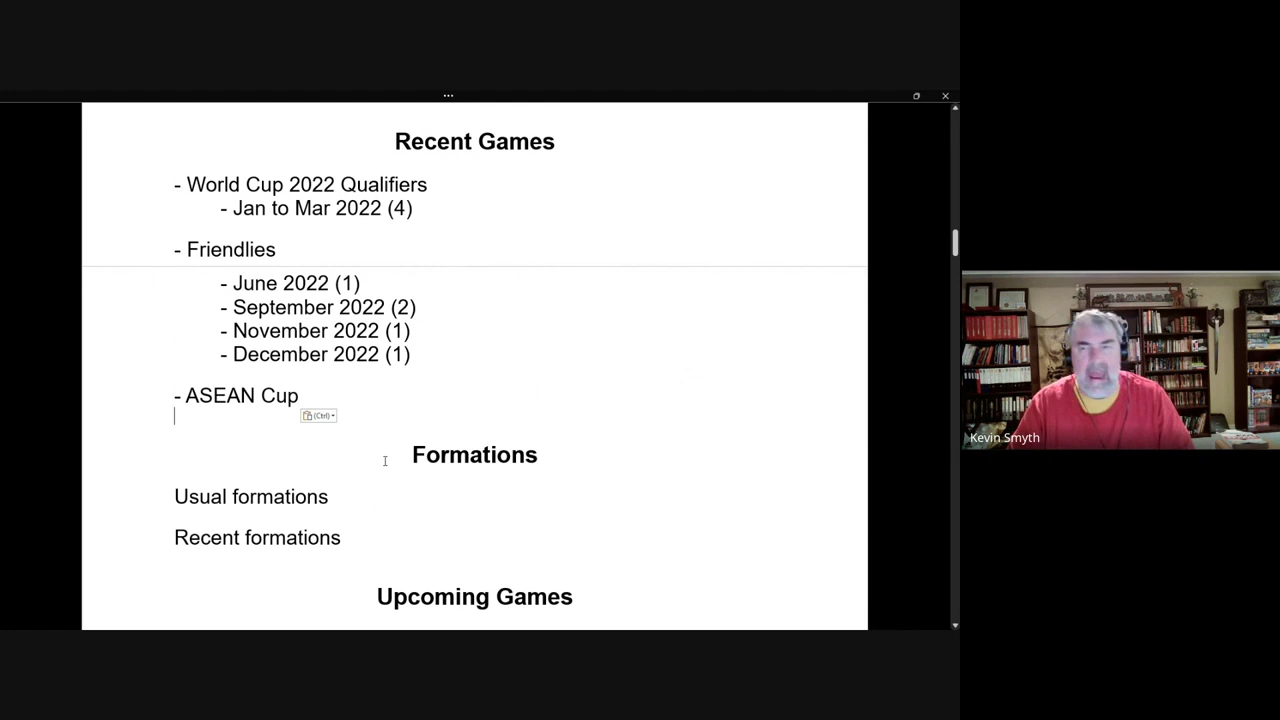 Recent Games
- World Cup 2022 Qualifiers
- Jan to Mar 2022 (4)
- Friendlies
- June 2022 (1)
- September 2022 (2)
- November 2022 (1)
- December 2022 (1)
- ASEAN Cup
(Ctrl)
Formations
Usual formations
Recent formations
Upcoming Games
Kevin Smyth